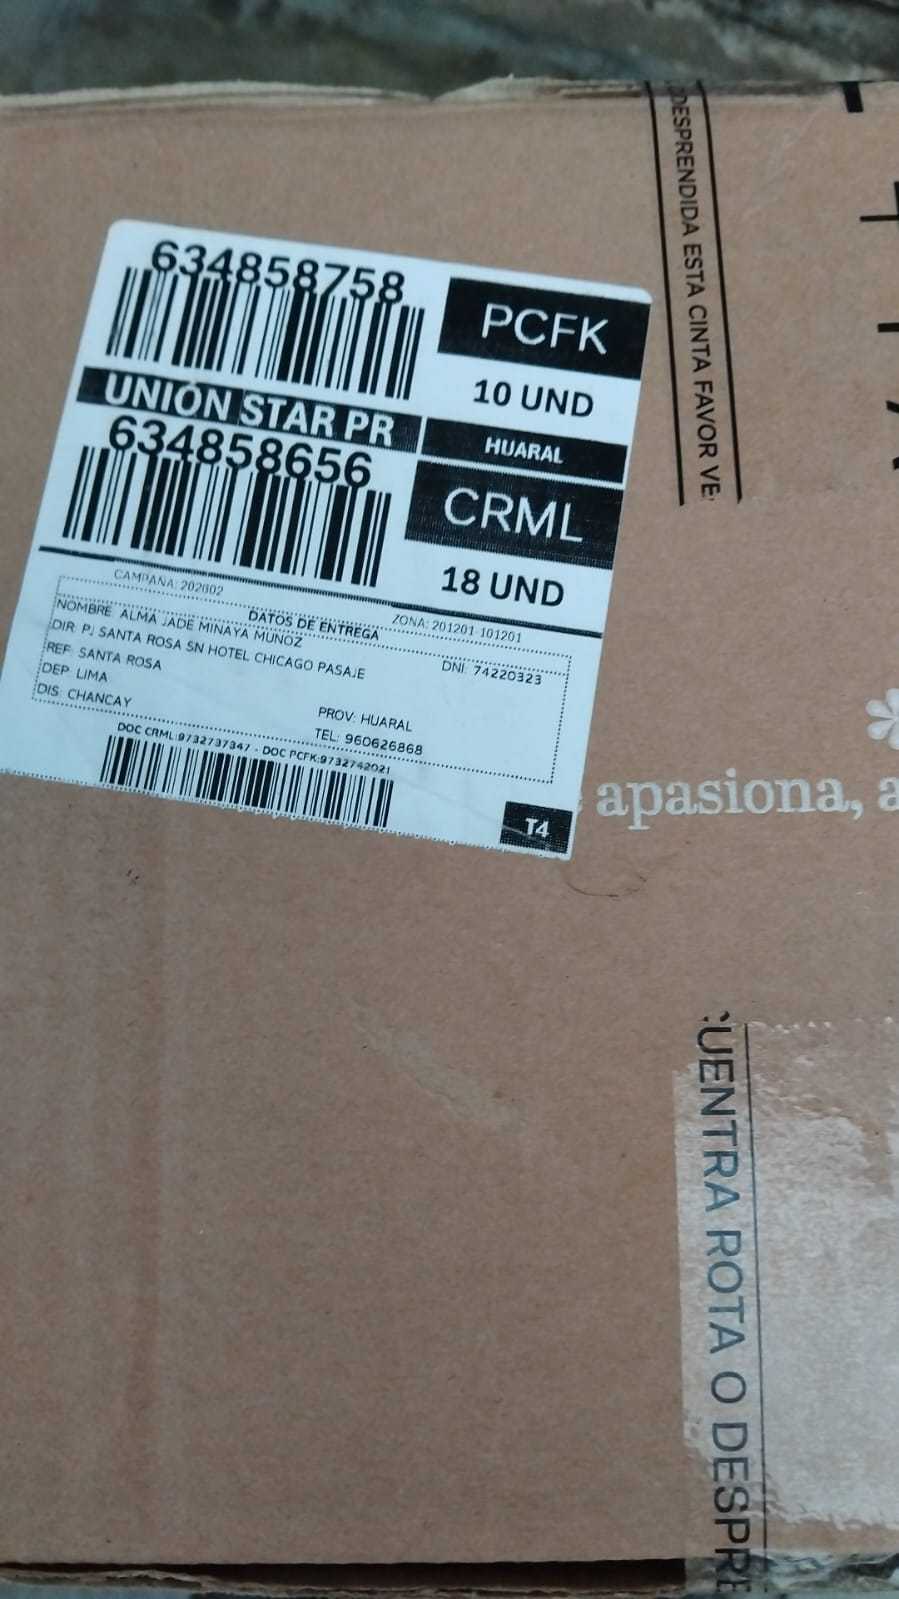 634858758
PCFK
10 UND
UNIÓN STAR PR
HUARAL
634858656
CRML
18 UND
CAMPAÑA: 202602
ZONA: 201201-101201
DATOS DE ENTREGA
NOMBRE: ALMA JADE MINAYA MUÑOZ
DNI: 74220323
DIR: PJ SANTA ROSA SN HOTEL CHICAGO PASAJE
REF: SANTA ROSA
DEP: LIMA
PROV: HUARAL
DIS: CHANCAY
TEL: 960626868
DOC CRML:9732737347 - DOC PCFK:9732742021
T4
DESPRENDIDA ESTA CINTA FAVOR VE
apasiona, a
CUENTRA ROTA O DESPRE